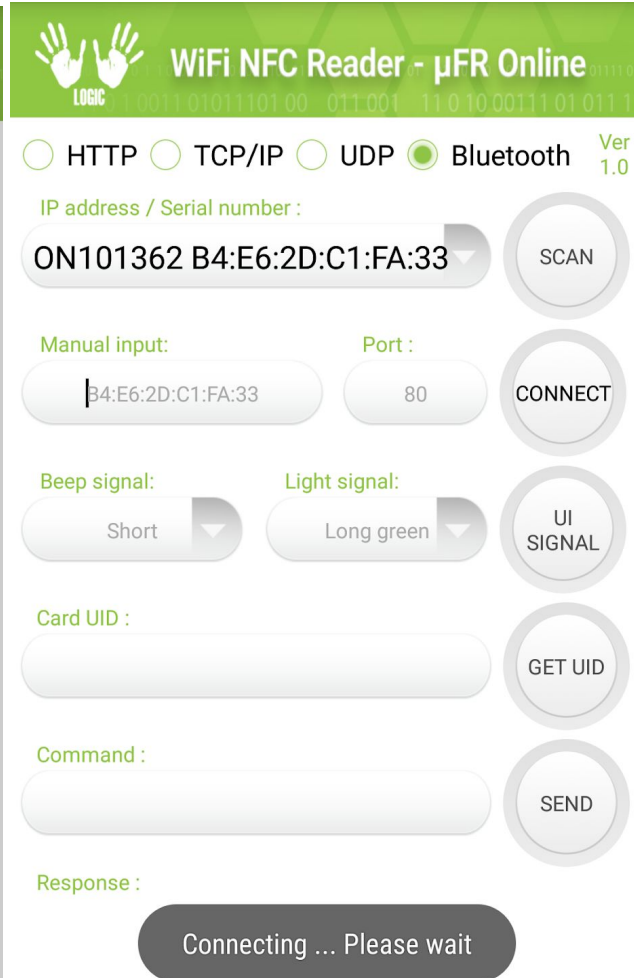 LOGIC
WiFi NFC Reader - µFR Online
HTTP TCP/IP UDP Bluetooth
Ver
1.0
IP address / Serial number :
ON101362 B4:E6:2D:C1:FA:33
SCAN
Manual input:
Port :
B4:E6:2D:C1:FA:33
80
CONNECT
Beep signal:
Light signal:
Short
Long green
UI
SIGNAL
Card UID :
GET UID
Command :
SEND
Response :
Connecting ... Please wait